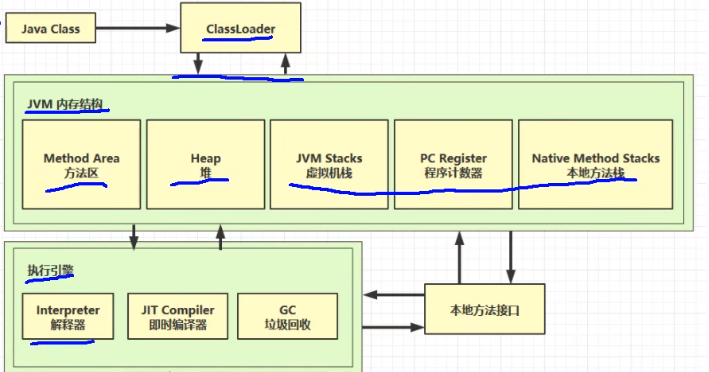 Java Class
ClassLoader
JVM 内存结构
Method Area
方法区
Heap
堆
JVM Stacks
虚拟机栈
PC Register
程序计数器
Native Method Stacks
本地方法栈
执行引擎
Interpreter
解释器
JIT Compiler
即时编译器
GC
垃圾回收
本地方法接口